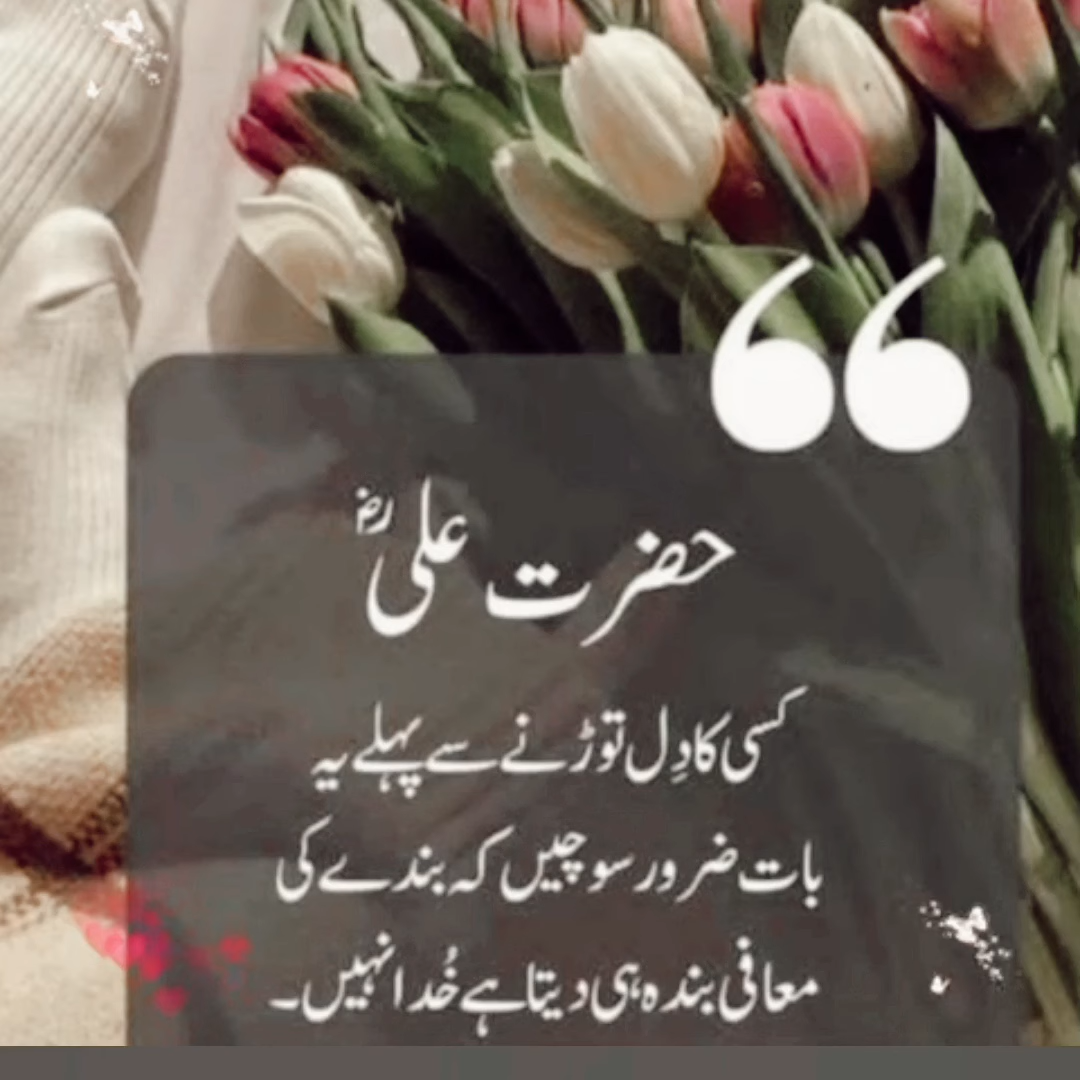 حضرت علیؓ
کسی کا دِل توڑنے سے پہلے یہ
بات ضرور سوچیں کہ بندے کی
معافی بندہ ہی دیتا ہے خُدا نہیں۔